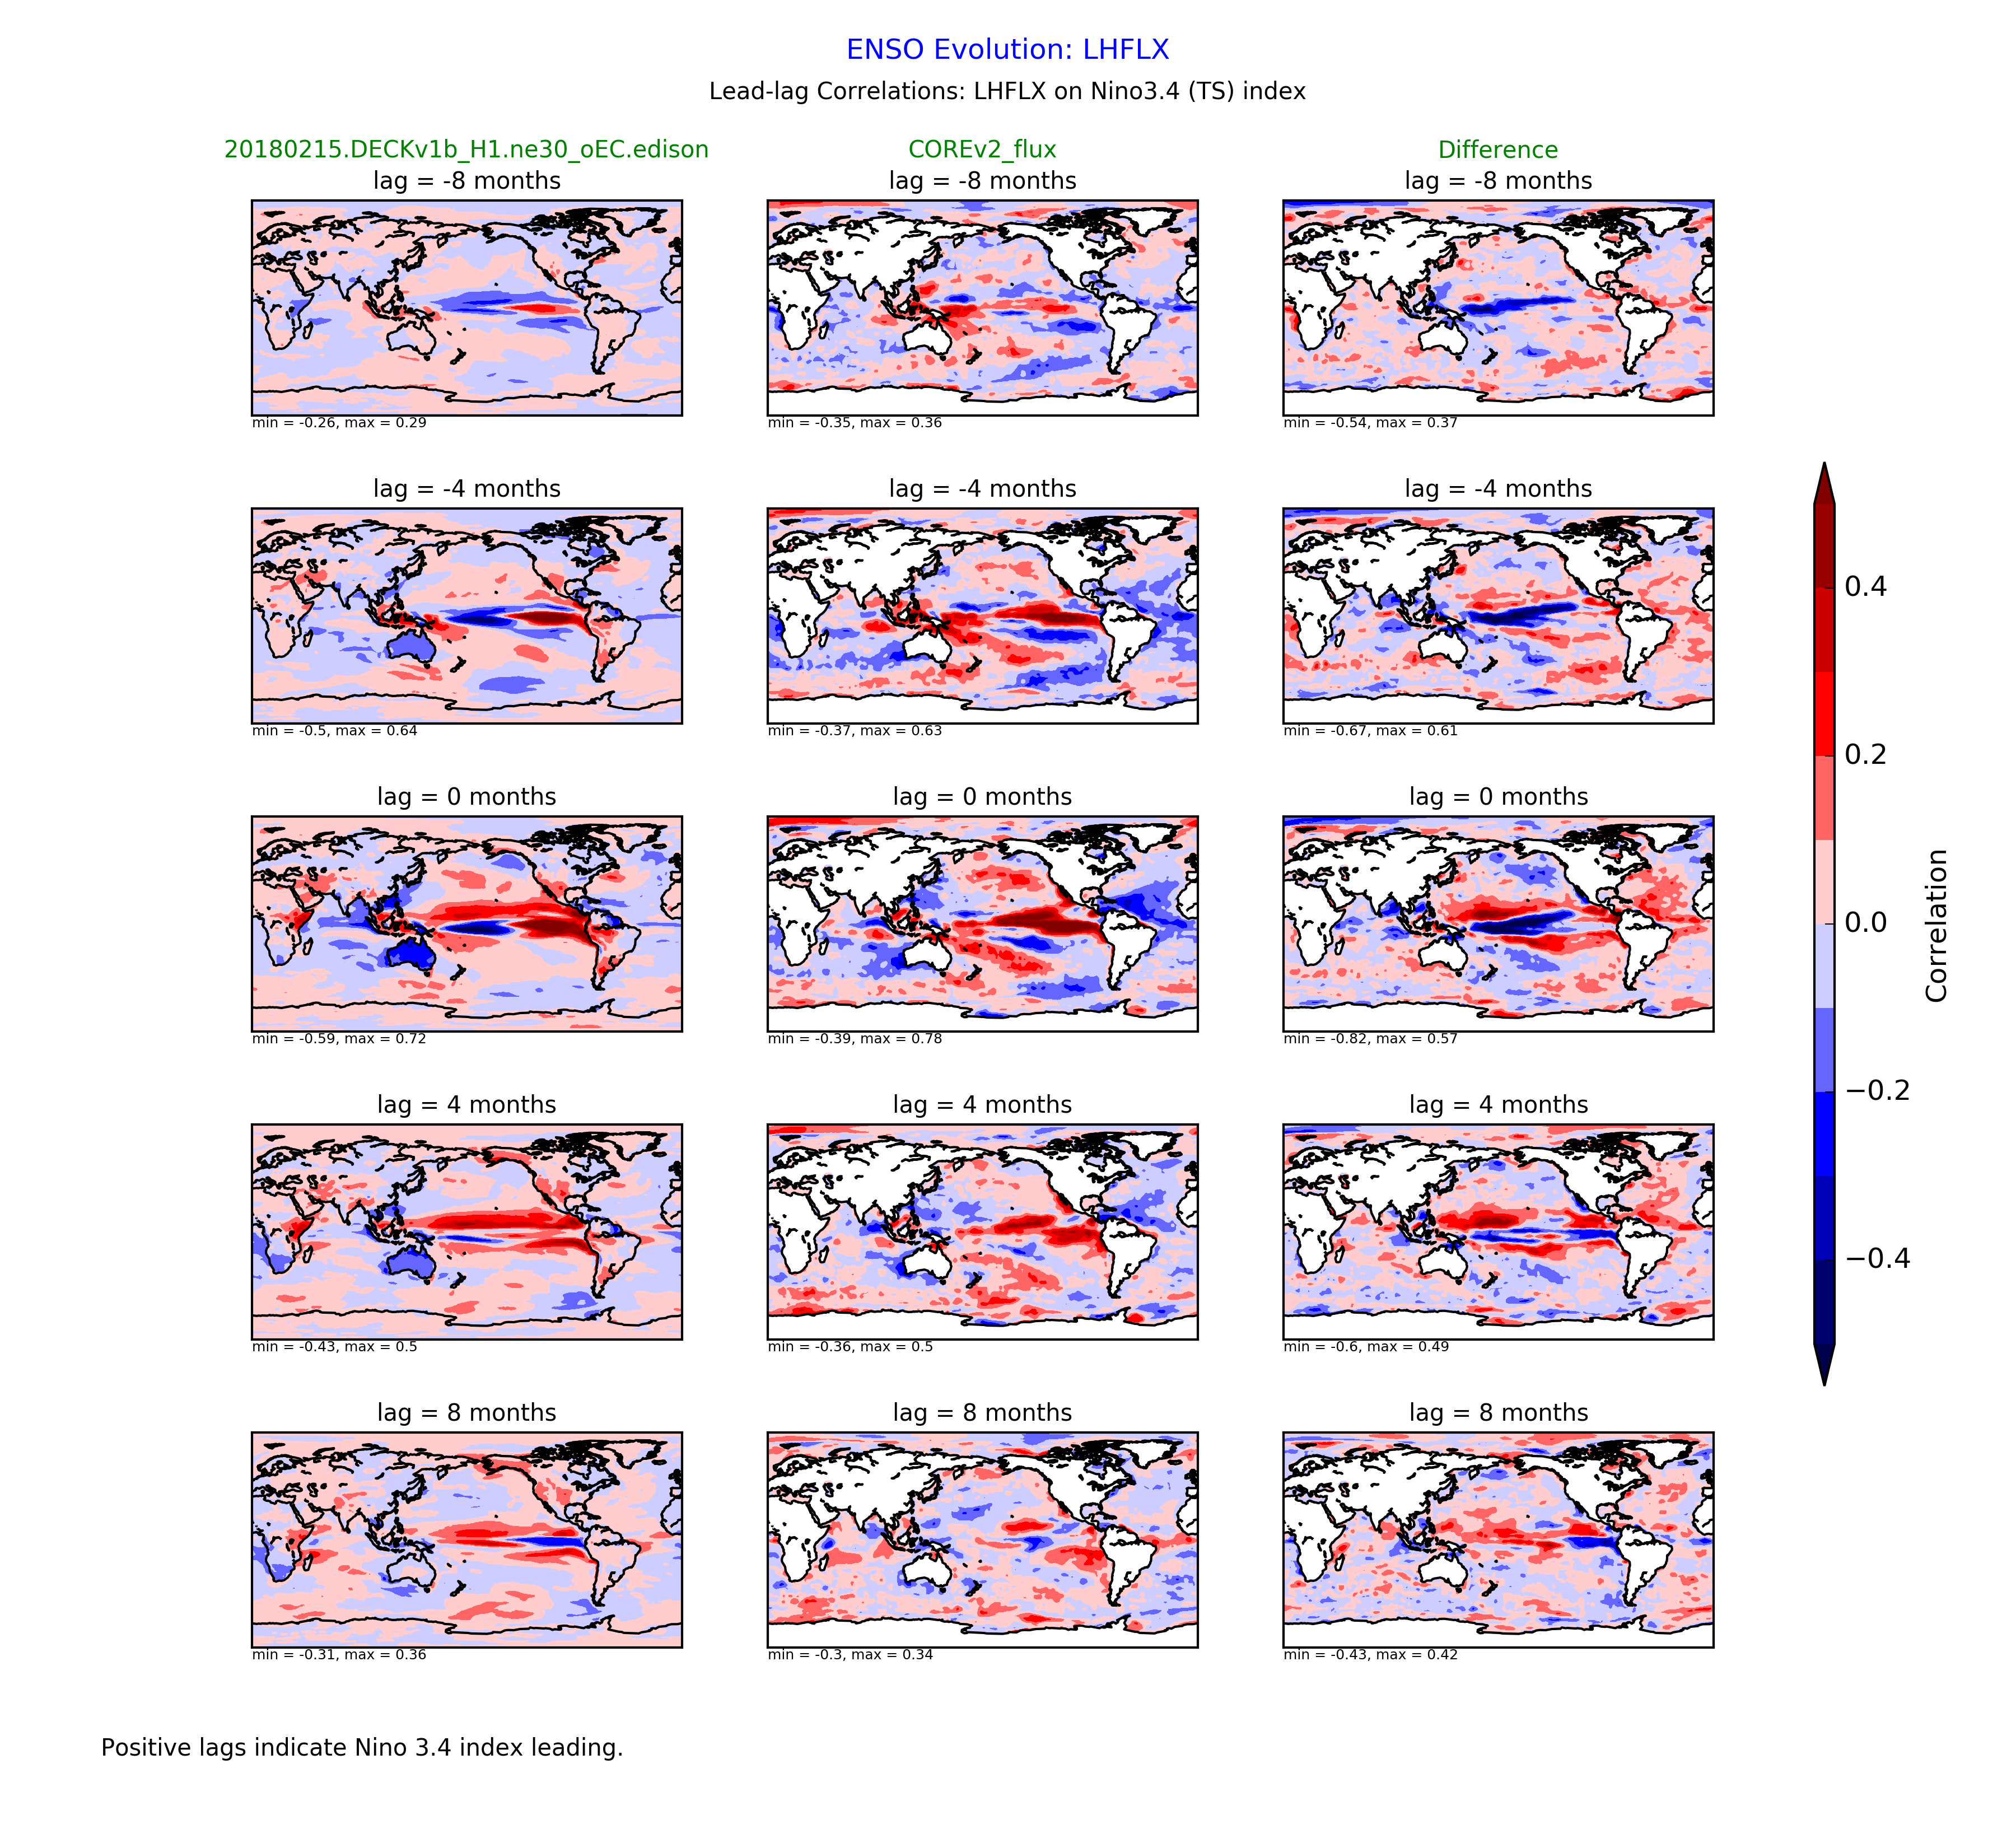 ENSO Evolution: LHFLX
Lead-lag Correlations: LHFLX on Nino3.4 (TS) index
20180215.DECKv1b_H1.ne30_oEC.edison COREv2_flux Difference
lag = -8 months lag = -8 months lag = -8 months
min = -0.26, max = 0.29 min = -0.35, max = 0.36 min = -0.54, max = 0.37
lag = -4 months lag = -4 months lag = -4 months
min = -0.5, max = 0.64 min = -0.37, max = 0.63 min = -0.67, max = 0.61
lag = 0 months lag = 0 months lag = 0 months
min = -0.59, max = 0.72 min = -0.39, max = 0.78 min = -0.82, max = 0.57
lag = 4 months lag = 4 months lag = 4 months
min = -0.43, max = 0.5 min = -0.36, max = 0.5 min = -0.6, max = 0.49
lag = 8 months lag = 8 months lag = 8 months
min = -0.31, max = 0.36 min = -0.3, max = 0.34 min = -0.43, max = 0.42
0.4
0.2
0.0
−0.2
−0.4
Correlation
Positive lags indicate Nino 3.4 index leading.